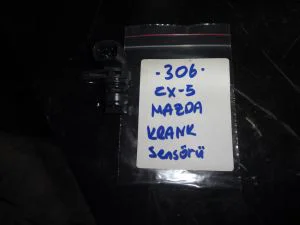 -306-
CX-5
MAZDA
KRANK
Sensörü